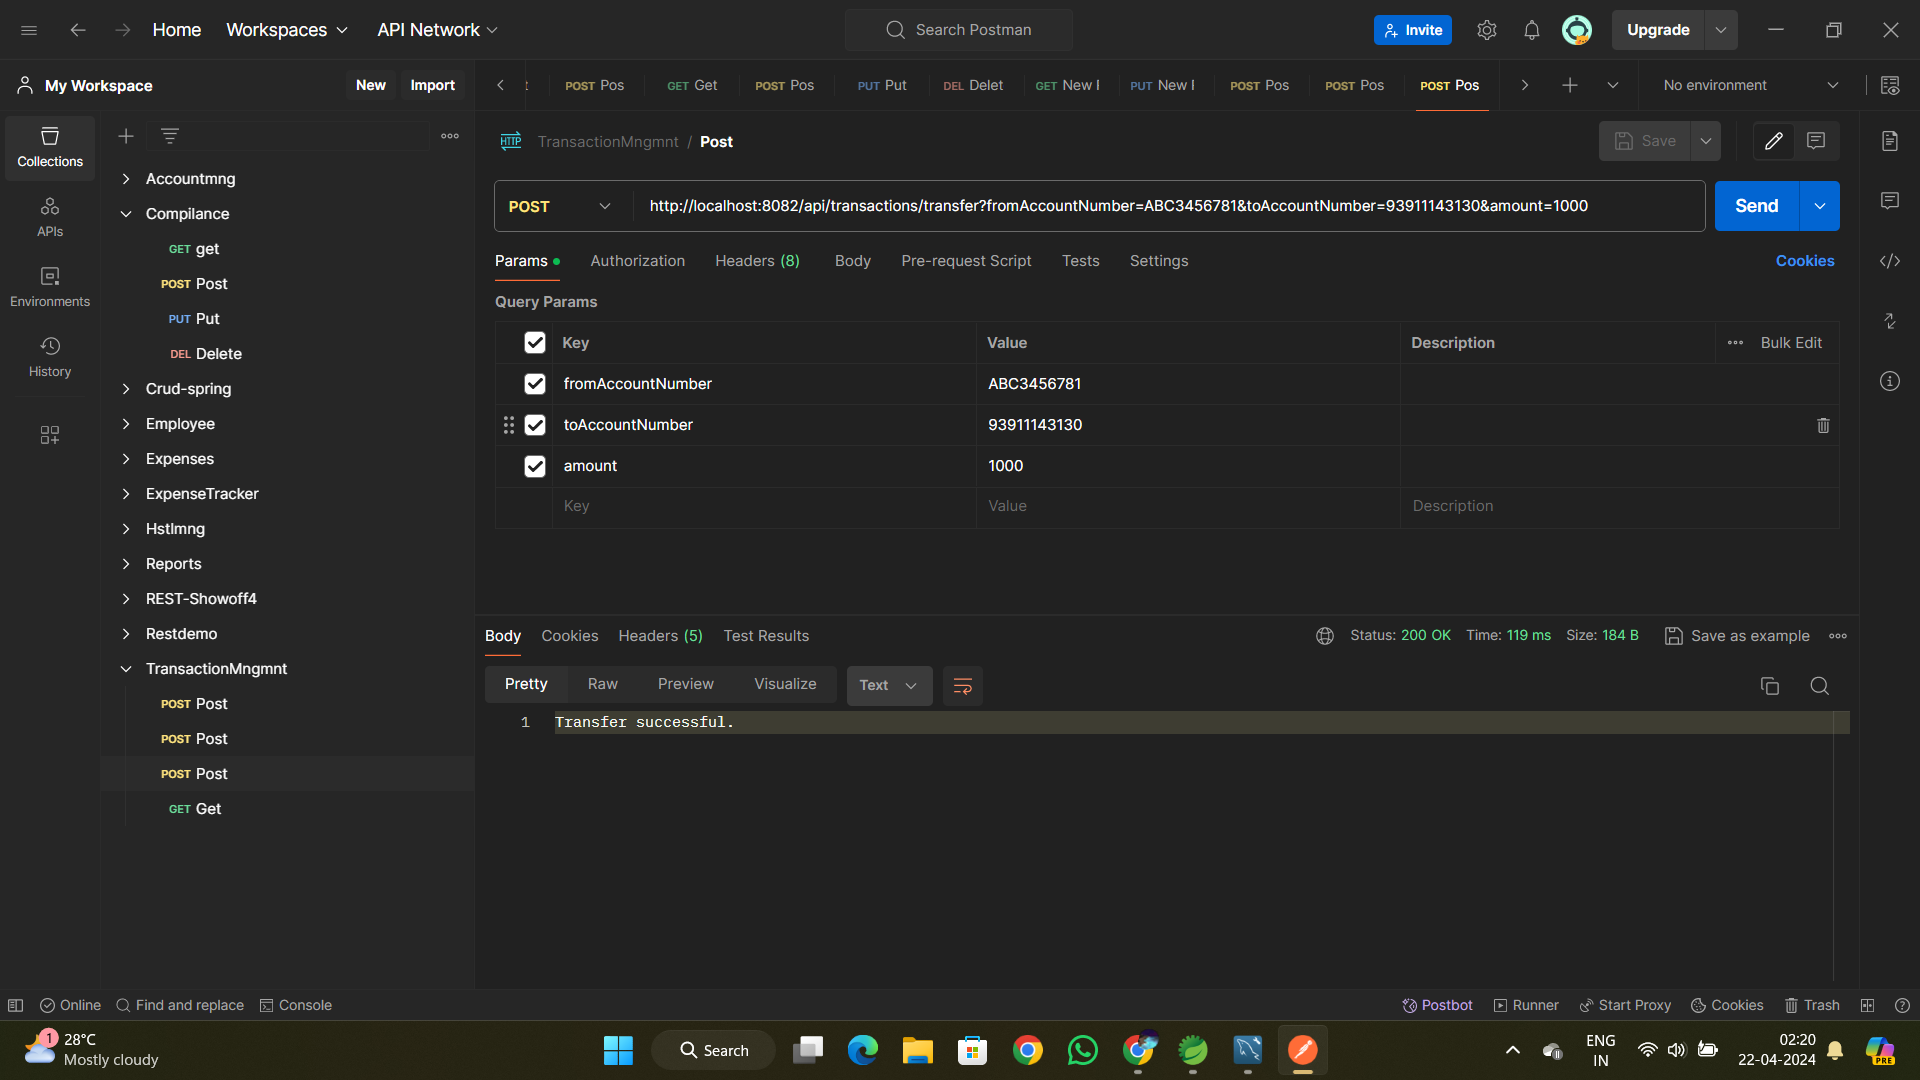 Home
Workspaces
API Network
Search Postman
Invite
Upgrade
My Workspace
New
Import
POST Pos
GET Get
POST Pos
PUT Put
DEL Delet
GET New I
PUT New I
POST Pos
POST Pos
POST Pos
No environment
Collections
APIs
Environments
History
Accountmng
Compilance
GET get
POST Post
PUT Put
DEL Delete
Crud-spring
Employee
Expenses
ExpenseTracker
Hstlmng
Reports
REST-Showoff4
Restdemo
TransactionMngmnt
POST Post
POST Post
POST Post
GET Get
HTTP TransactionMngmnt / Post
Save
POST
http://localhost:8082/api/transactions/transfer?fromAccountNumber=ABC3456781&toAccountNumber=93911143130&amount=1000
Send
Params
Authorization
Headers (8)
Body
Pre-request Script
Tests
Settings
Cookies
Query Params
Key Value Description Bulk Edit
fromAccountNumber ABC3456781
toAccountNumber 93911143130
amount 1000
Key Value Description
Body
Cookies
Headers (5)
Test Results
Status: 200 OK Time: 119 ms Size: 184 B
Save as example
Pretty
Raw
Preview
Visualize
Text
1 Transfer successful.
Online
Find and replace
Console
Postbot
Runner
Start Proxy
Cookies
Trash
1
28°C
Mostly cloudy
Search
ENG
IN
02:20
22-04-2024
PRE